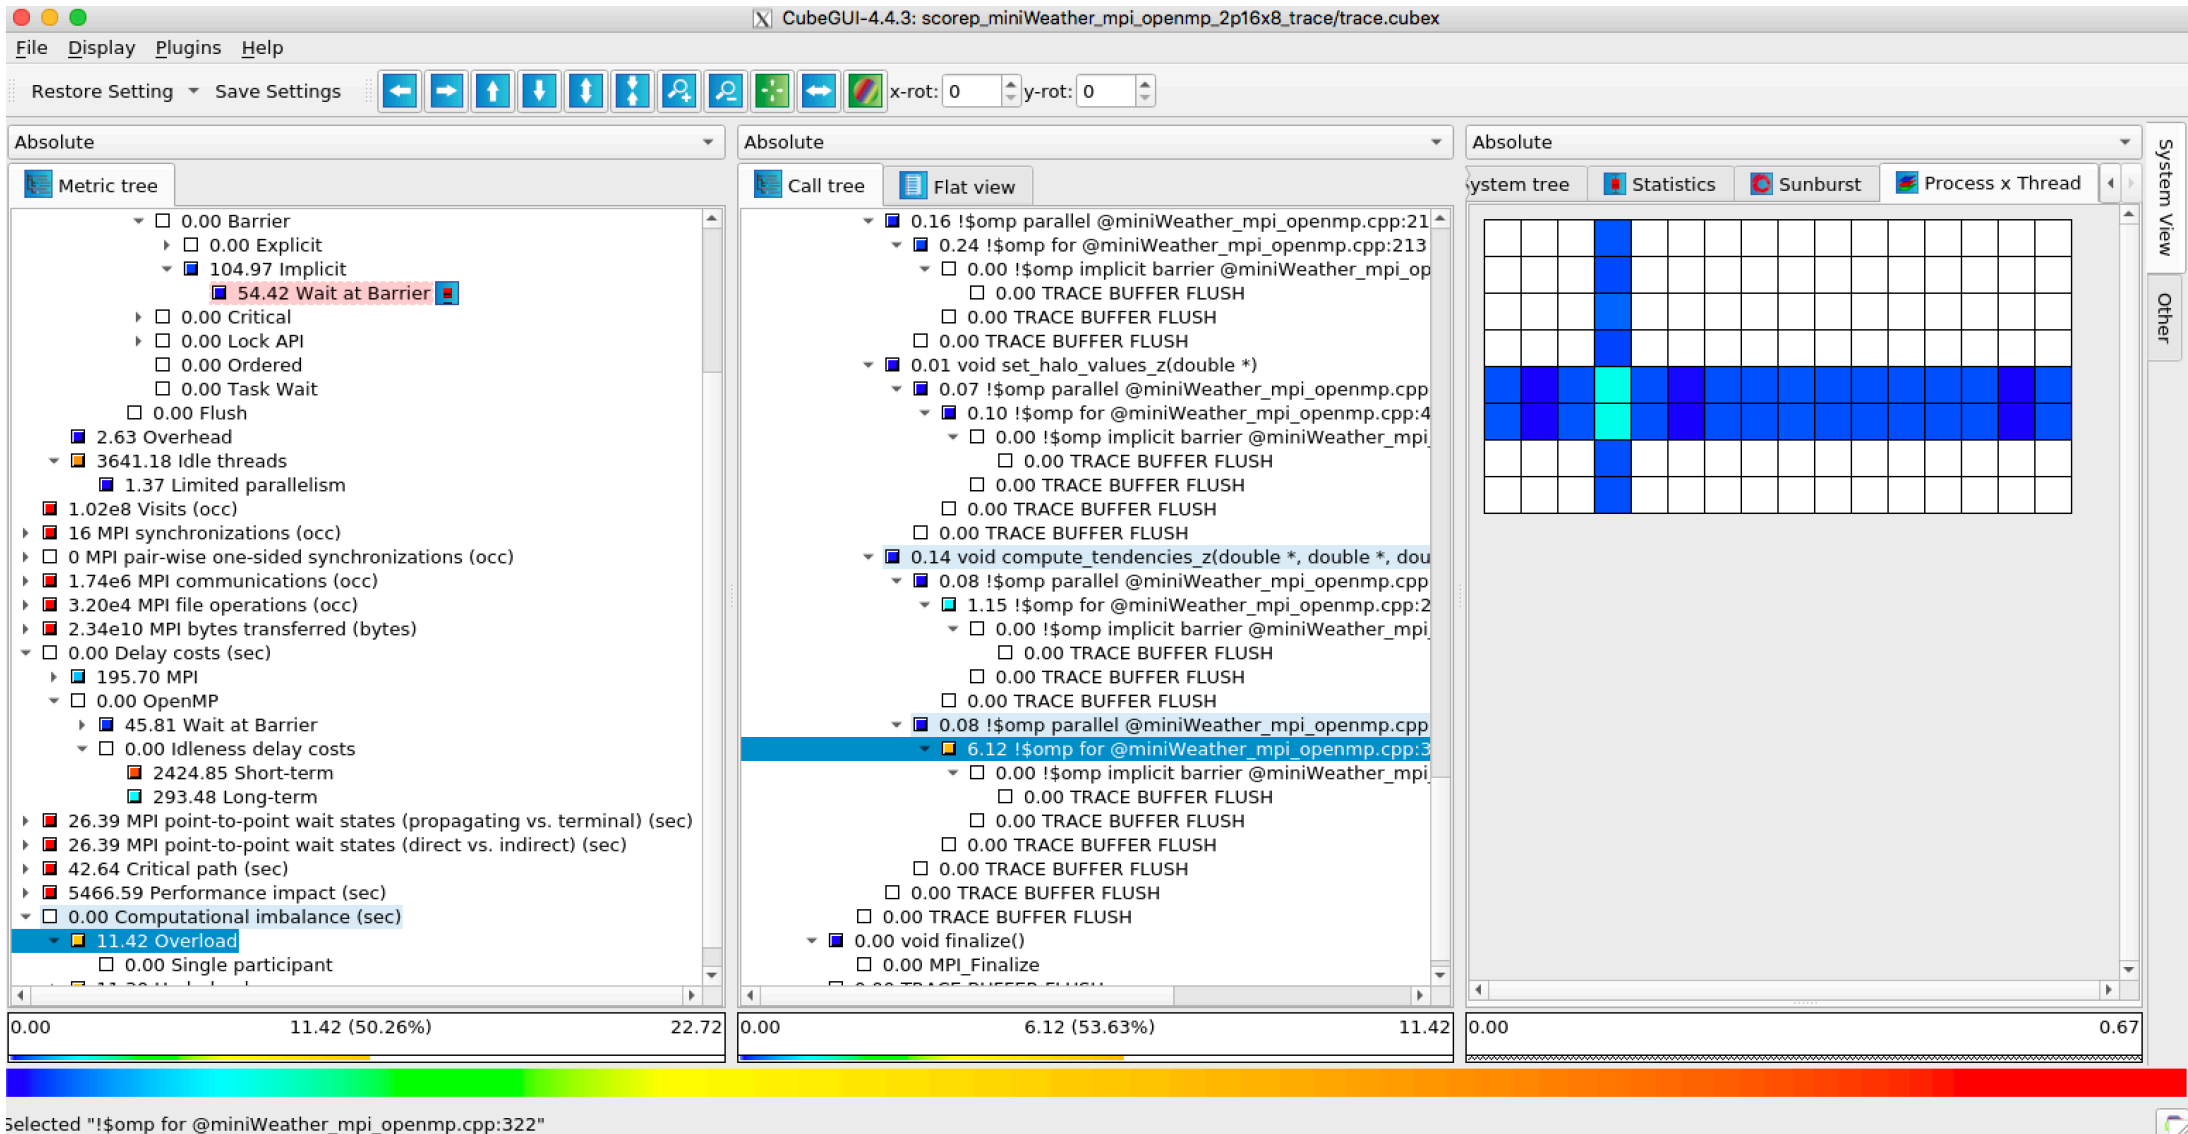 CubeGUI-4.4.3: scorep_miniWeather_mpi_openmp_2p16x8_trace/trace.cubex
File Display Plugins Help
Restore Setting Save Settings x-rot: 0 y-rot: 0
Absolute
Metric tree
0.00 Barrier
0.00 Explicit
104.97 Implicit
54.42 Wait at Barrier
0.00 Critical
0.00 Lock API
0.00 Ordered
0.00 Task Wait
0.00 Flush
2.63 Overhead
3641.18 Idle threads
1.37 Limited parallelism
1.02e8 Visits (occ)
16 MPI synchronizations (occ)
0 MPI pair-wise one-sided synchronizations (occ)
1.74e6 MPI communications (occ)
3.20e4 MPI file operations (occ)
2.34e10 MPI bytes transferred (bytes)
0.00 Delay costs (sec)
195.70 MPI
0.00 OpenMP
45.81 Wait at Barrier
0.00 Idleness delay costs
2424.85 Short-term
293.48 Long-term
26.39 MPI point-to-point wait states (propagating vs. terminal) (sec)
26.39 MPI point-to-point wait states (direct vs. indirect) (sec)
42.64 Critical path (sec)
5466.59 Performance impact (sec)
0.00 Computational imbalance (sec)
11.42 Overload
0.00 Single participant
0.00 11.42 (50.26%) 22.72
Absolute
Call tree Flat view
0.16 !$omp parallel @miniWeather_mpi_openmp.cpp:21
0.24 !$omp for @miniWeather_mpi_openmp.cpp:213
0.00 !$omp implicit barrier @miniWeather_mpi_op
0.00 TRACE BUFFER FLUSH
0.00 TRACE BUFFER FLUSH
0.00 TRACE BUFFER FLUSH
0.01 void set_halo_values_z(double *)
0.07 !$omp parallel @miniWeather_mpi_openmp.cpp
0.10 !$omp for @miniWeather_mpi_openmp.cpp:4
0.00 !$omp implicit barrier @miniWeather_mpi_
0.00 TRACE BUFFER FLUSH
0.00 TRACE BUFFER FLUSH
0.00 TRACE BUFFER FLUSH
0.00 TRACE BUFFER FLUSH
0.14 void compute_tendencies_z(double *, double *, dou
0.08 !$omp parallel @miniWeather_mpi_openmp.cpp
1.15 !$omp for @miniWeather_mpi_openmp.cpp:2
0.00 !$omp implicit barrier @miniWeather_mpi_
0.00 TRACE BUFFER FLUSH
0.00 TRACE BUFFER FLUSH
0.00 TRACE BUFFER FLUSH
0.08 !$omp parallel @miniWeather_mpi_openmp.cpp
6.12 !$omp for @miniWeather_mpi_openmp.cpp:3
0.00 !$omp implicit barrier @miniWeather_mpi_
0.00 TRACE BUFFER FLUSH
0.00 TRACE BUFFER FLUSH
0.00 TRACE BUFFER FLUSH
0.00 TRACE BUFFER FLUSH
0.00 TRACE BUFFER FLUSH
0.00 TRACE BUFFER FLUSH
0.00 void finalize()
0.00 MPI_Finalize
0.00 6.12 (53.63%) 11.42
Absolute
ystem tree Statistics Sunburst Process x Thread
0.00 0.67
System View
Other
Selected "!$omp for @miniWeather_mpi_openmp.cpp:322"